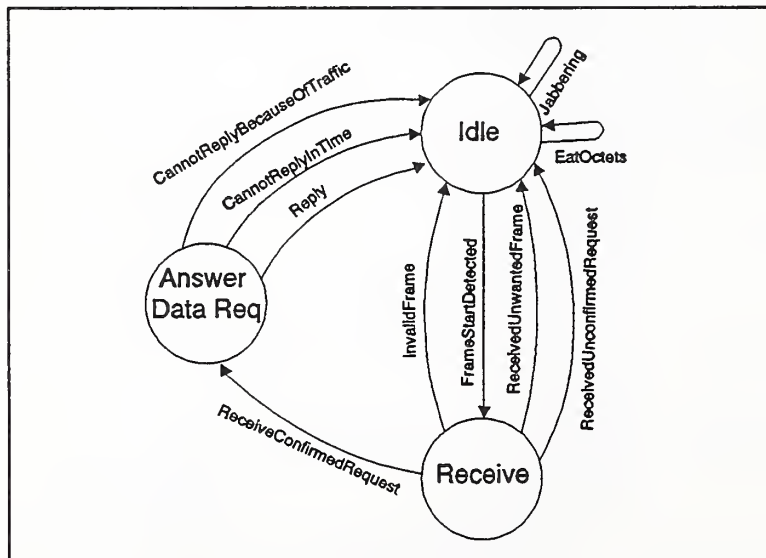 Jabbering
Idle
EatOctets
CannotReplyBecauseOfTraffic
CannotReplyInTime
Reply
Answer
Data Req
InvalidFrame
FrameStartDetected
ReceivedUnwantedFrame
ReceivedUnconfirmedRequest
ReceiveConfirmedRequest
Receive